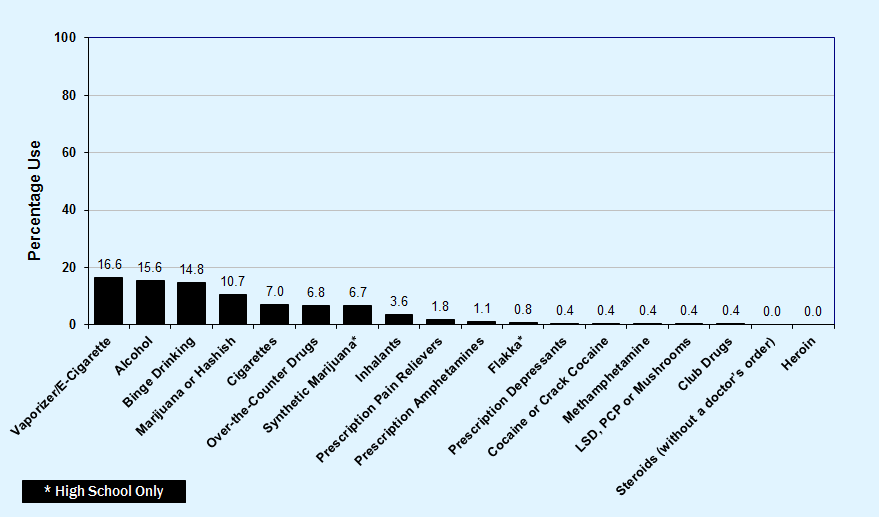 100
80
60
40
20
0
Percentage Use
16.6
15.6
14.8
10.7
7.0
6.8
6.7
3.6
1.8
1.1
0.8
0.4
0.4
0.4
0.4
0.4
0.0
0.0
Vaporizer/E-Cigarette
Alcohol
Binge Drinking
Marijuana or Hashish
Cigarettes
Over-the-Counter Drugs
Synthetic Marijuana*
Inhalants
Prescription Pain Relievers
Prescription Amphetamines
Flakka*
Prescription Depressants
Cocaine or Crack Cocaine
Methamphetamine
LSD, PCP or Mushrooms
Club Drugs
Steroids (without a doctor's order)
Heroin
* High School Only